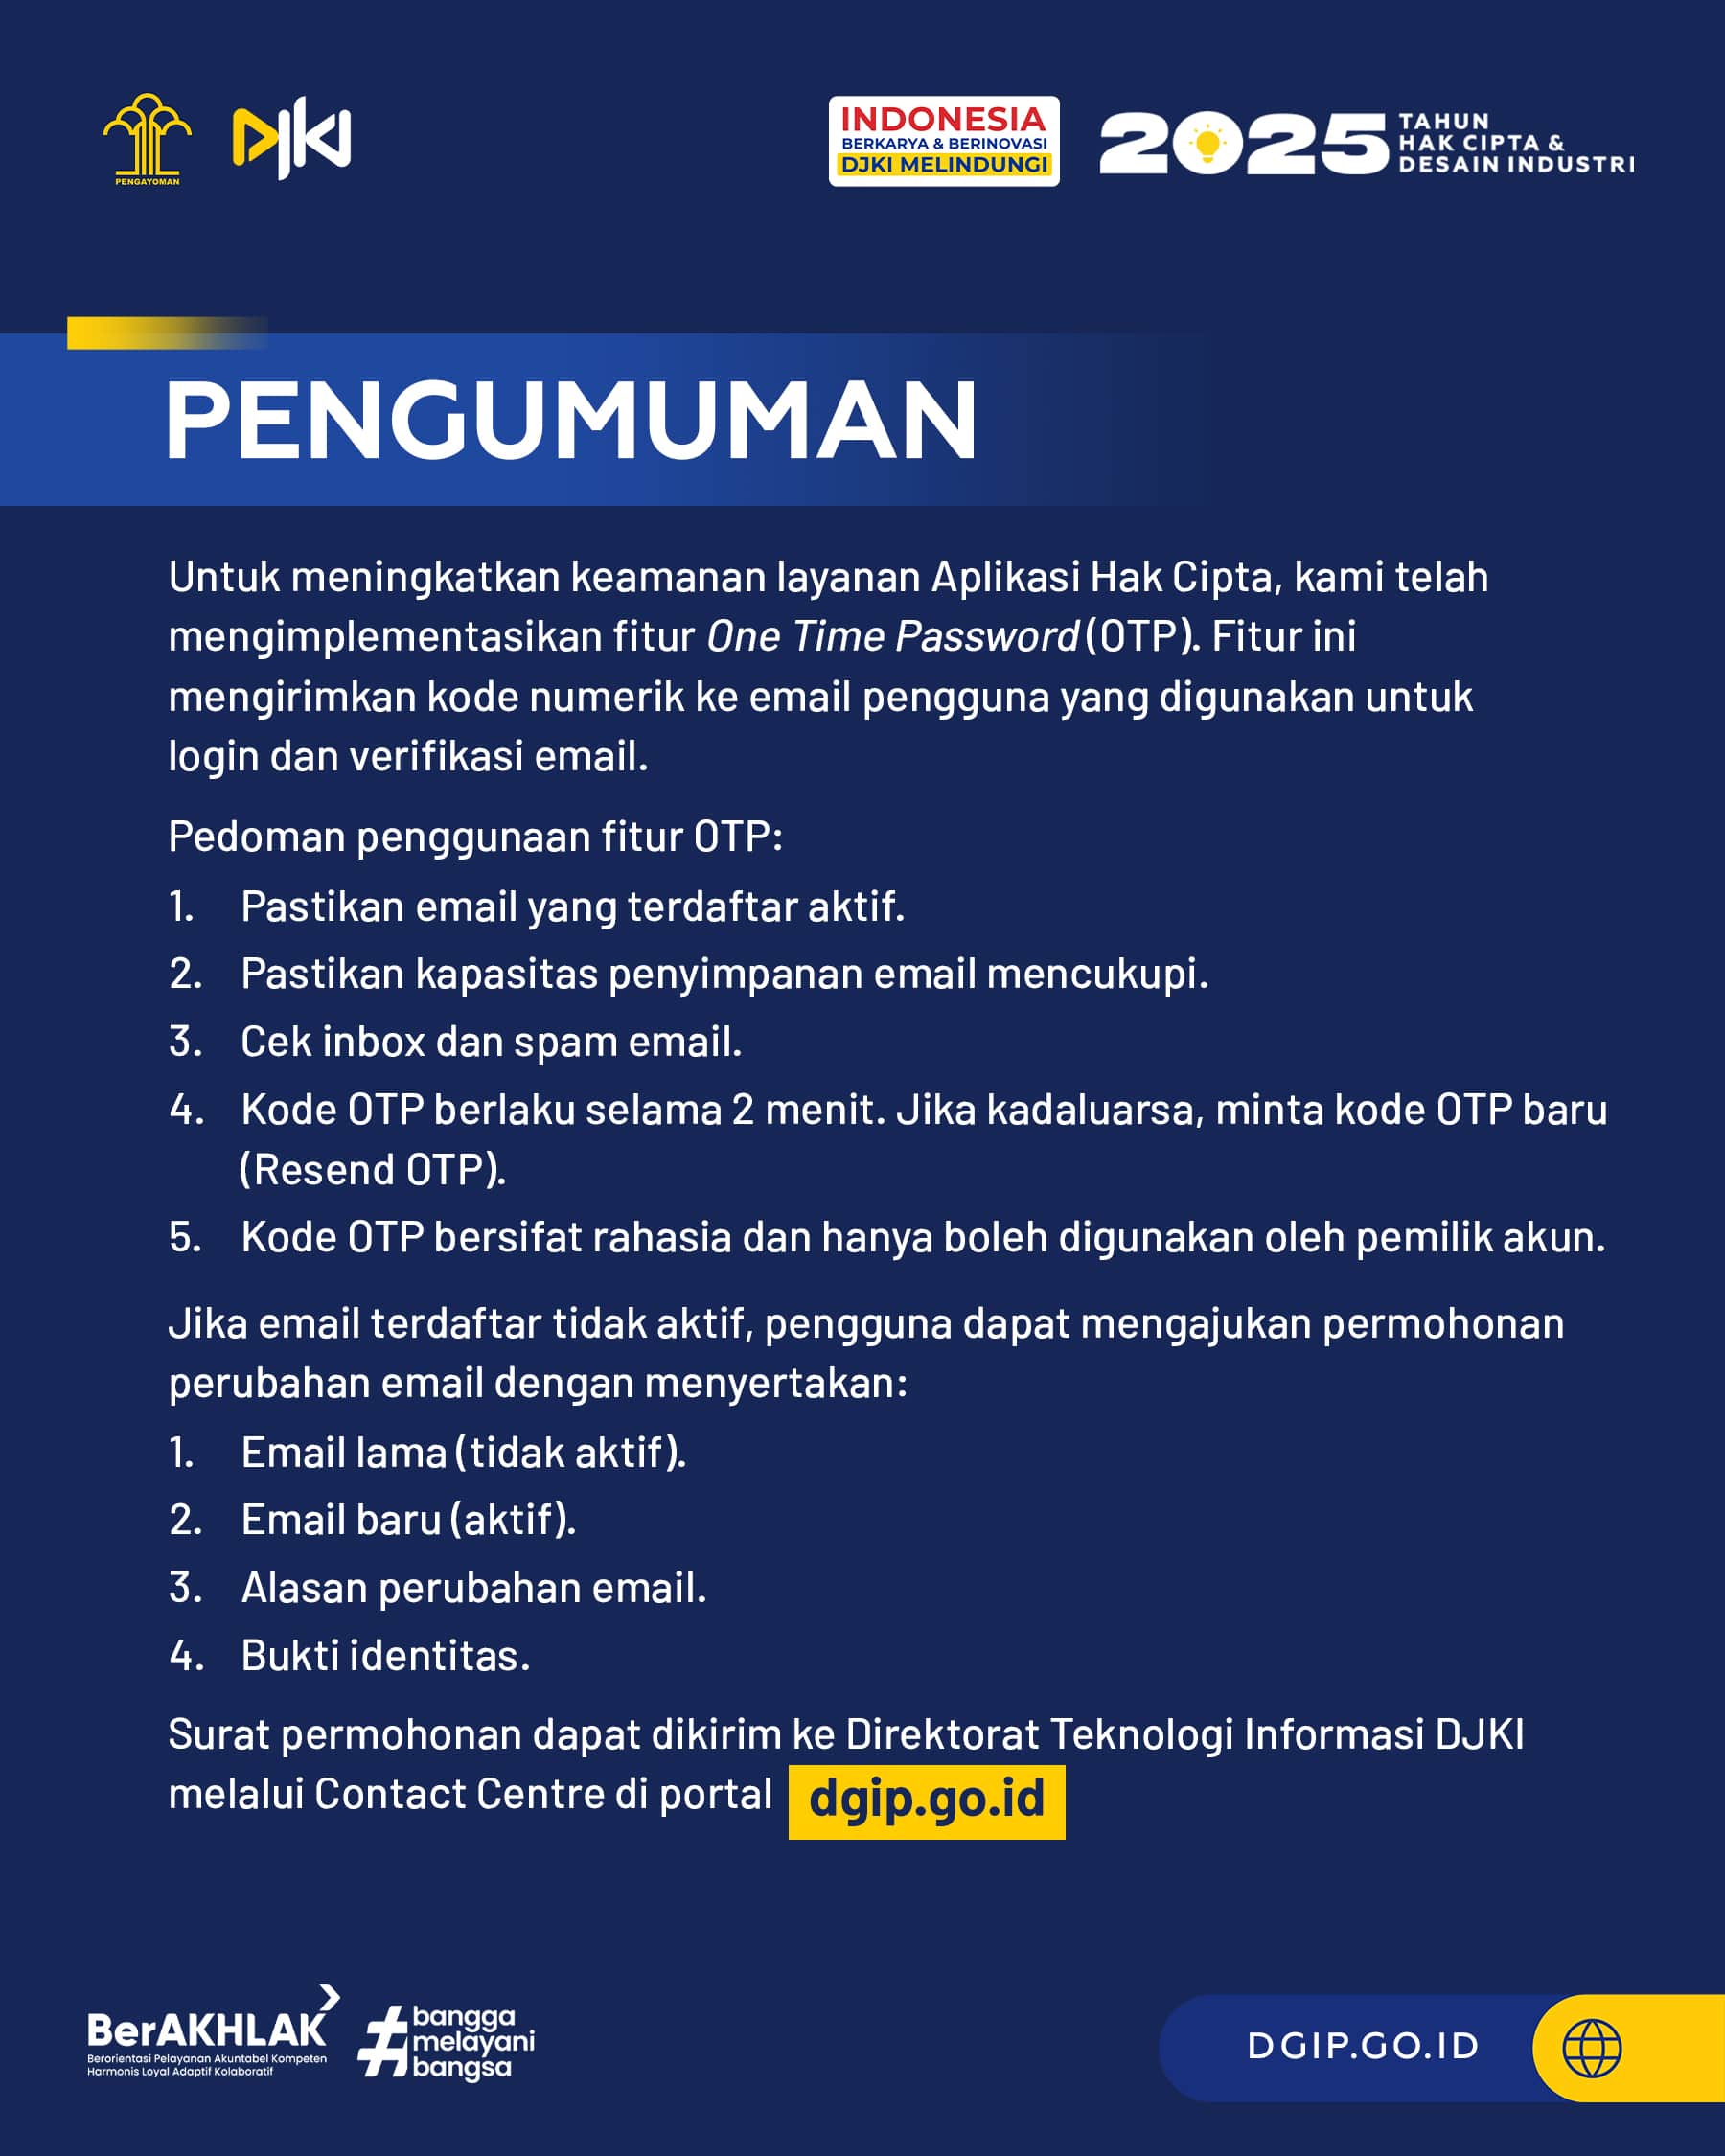 PENGAYOMAN
DJKI
INDONESIA
BERKARYA & BERINOVASI
DJKI MELINDUNGI
2025
TAHUN
HAK CIPTA &
DESAIN INDUSTRI
PENGUMUMAN
Untuk meningkatkan keamanan layanan Aplikasi Hak Cipta, kami telah
mengimplementasikan fitur One Time Password (OTP). Fitur ini
mengirimkan kode numerik ke email pengguna yang digunakan untuk
login dan verifikasi email.
Pedoman penggunaan fitur OTP:
1. Pastikan email yang terdaftar aktif.
2. Pastikan kapasitas penyimpanan email mencukupi.
3. Cek inbox dan spam email.
4. Kode OTP berlaku selama 2 menit. Jika kadaluarsa, minta kode OTP baru
(Resend OTP).
5. Kode OTP bersifat rahasia dan hanya boleh digunakan oleh pemilik akun.
Jika email terdaftar tidak aktif, pengguna dapat mengajukan permohonan
perubahan email dengan menyertakan:
1. Email lama (tidak aktif).
2. Email baru (aktif).
3. Alasan perubahan email.
4. Bukti identitas.
Surat permohonan dapat dikirim ke Direktorat Teknologi Informasi DJKI
melalui Contact Centre di portal dgip.go.id
BerAKHLAK
Berorientasi Pelayanan Akuntabel Kompeten
Harmonis Loyal Adaptif Kolaboratif
#bangga
melayani
bangsa
DGIP.GO.ID